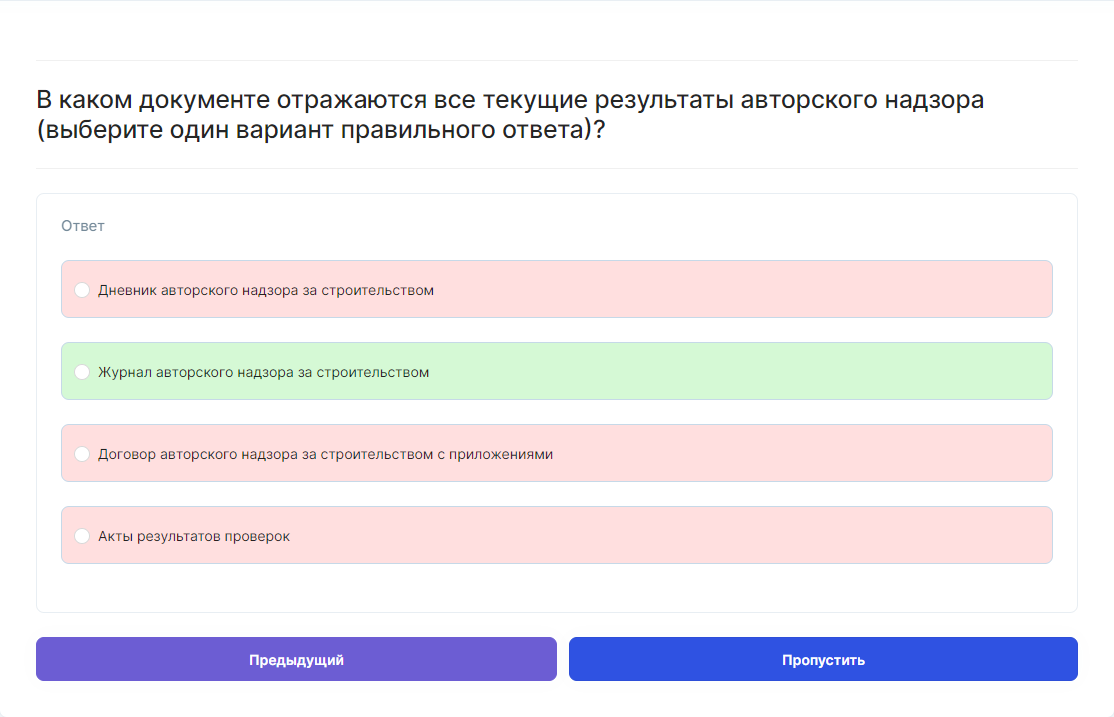 В каком документе отражаются все текущие результаты авторского надзора
(выберите один вариант правильного ответа)?
Ответ
Дневник авторского надзора за строительством
Журнал авторского надзора за строительством
Договор авторского надзора за строительством с приложениями
Акты результатов проверок
Предыдущий
Пропустить